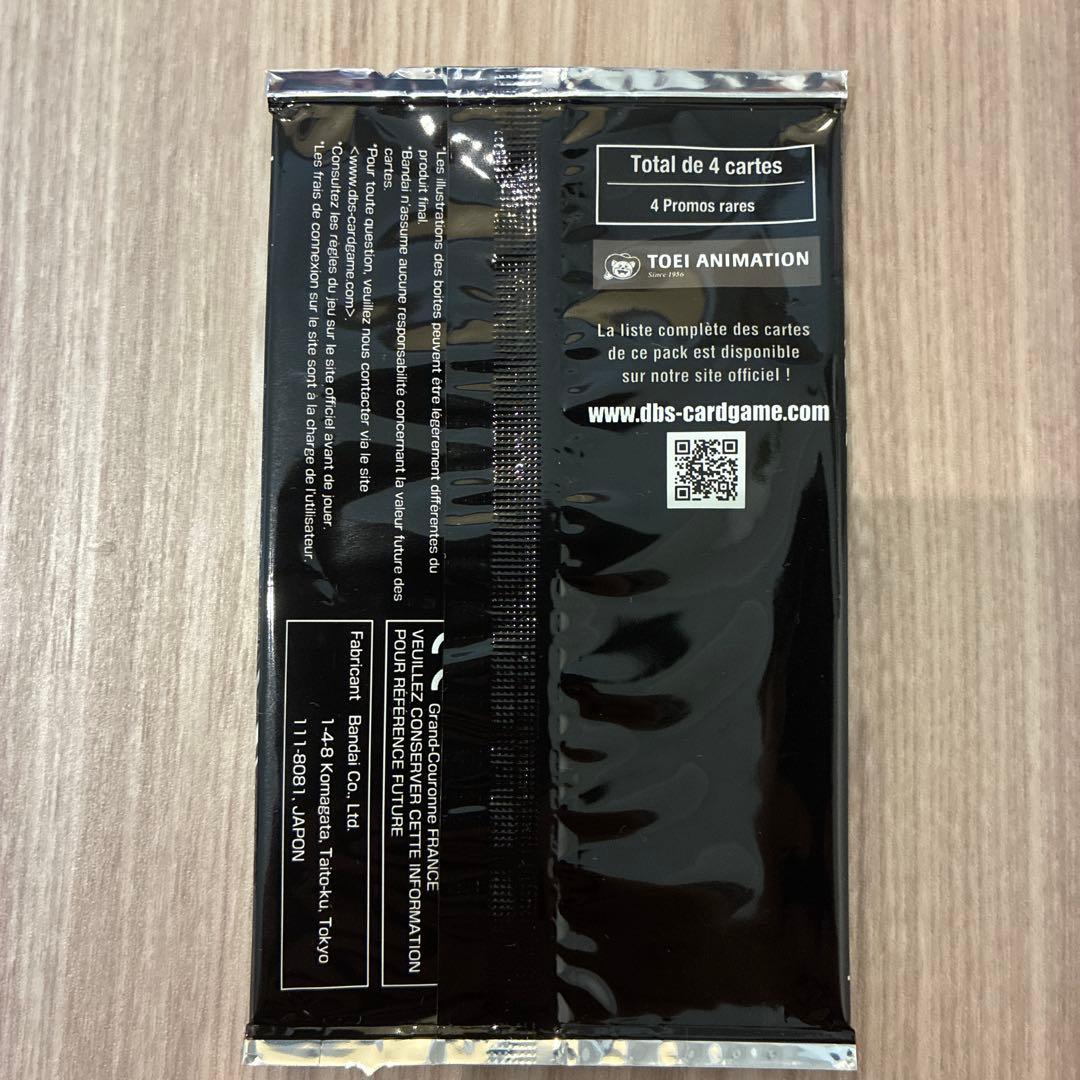 Total de 4 cartes
4 Promos rares
TOEI ANIMATION
Since 1956
La liste complète des cartes
de ce pack est disponible
sur notre site officiel !
www.dbs-cardgame.com
*Les illustrations des boîtes peuvent être légèrement différentes du
produit final.
*Bandai n'assume aucune responsabilité concernant la valeur future des
cartes.
*Pour toute question, veuillez nous contacter via le site
<www.dbs-cardgame.com>.
*Consultez les règles du jeu sur le site officiel avant de jouer.
*Les frais de connexion sur le site sont à la charge de l'utilisateur.
Grand-Couronne FRANCE
VEUILLEZ CONSERVER CETTE INFORMATION
POUR RÉFÉRENCE FUTURE
Fabricant Bandai Co., Ltd.
1-4-8 Komagata, Taito-ku, Tokyo
111-8081, JAPON